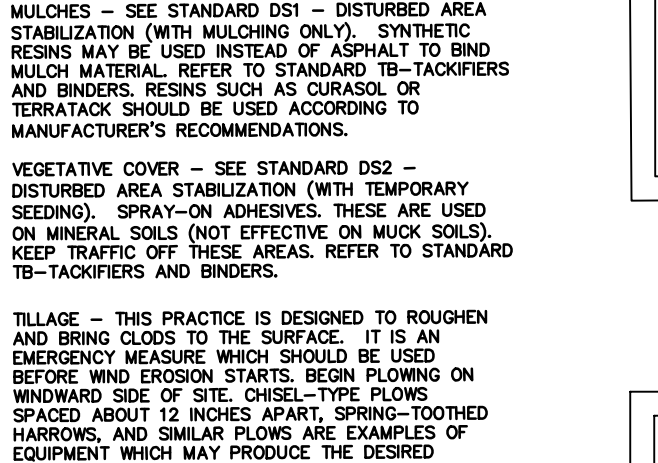 MULCHES – SEE STANDARD DS1 – DISTURBED AREA
STABILIZATION (WITH MULCHING ONLY). SYNTHETIC
RESINS MAY BE USED INSTEAD OF ASPHALT TO BIND
MULCH MATERIAL. REFER TO STANDARD TB–TACKIFIERS
AND BINDERS. RESINS SUCH AS CURASOL OR
TERRATACK SHOULD BE USED ACCORDING TO
MANUFACTURER'S RECOMMENDATIONS.
VEGETATIVE COVER – SEE STANDARD DS2 –
DISTURBED AREA STABILIZATION (WITH TEMPORARY
SEEDING). SPRAY–ON ADHESIVES. THESE ARE USED
ON MINERAL SOILS (NOT EFFECTIVE ON MUCK SOILS).
KEEP TRAFFIC OFF THESE AREAS. REFER TO STANDARD
TB–TACKIFIERS AND BINDERS.
TILLAGE – THIS PRACTICE IS DESIGNED TO ROUGHEN
AND BRING CLODS TO THE SURFACE. IT IS AN
EMERGENCY MEASURE WHICH SHOULD BE USED
BEFORE WIND EROSION STARTS. BEGIN PLOWING ON
WINDWARD SIDE OF SITE. CHISEL–TYPE PLOWS
SPACED ABOUT 12 INCHES APART, SPRING–TOOTHED
HARROWS, AND SIMILAR PLOWS ARE EXAMPLES OF
EQUIPMENT WHICH MAY PRODUCE THE DESIRED